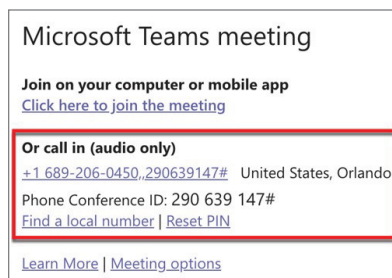 Microsoft Teams meeting
Join on your computer or mobile app
Click here to join the meeting
Or call in (audio only)
+1 689-206-0450,,290639147# United States, Orlando
Phone Conference ID: 290 639 147#
Find a local number | Reset PIN
Learn More | Meeting options